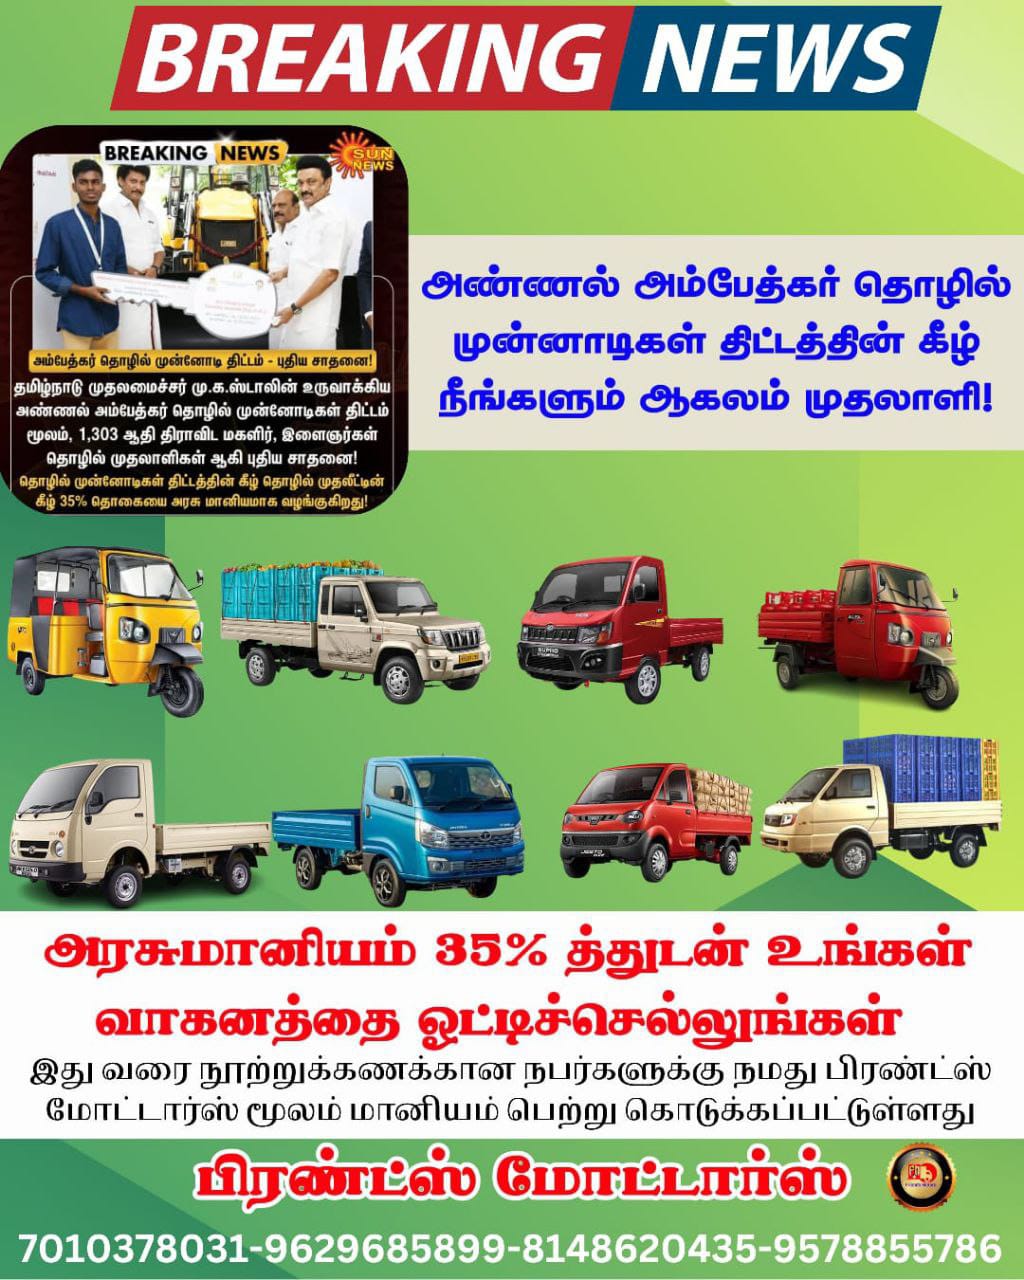 BREAKING NEWS
BREAKING NEWS
SUN
NEWS
அம்பேத்கர் தொழில் முன்னோடி திட்டம் - புதிய சாதனை!
தமிழ்நாடு முதலமைச்சர் மு.க.ஸ்டாலின் உருவாக்கிய
அண்ணல் அம்பேத்கர் தொழில் முன்னோடிகள் திட்டம்
மூலம், 1,303 ஆதி திராவிட மகளிர், இளைஞர்கள்
தொழில் முதலாளிகள் ஆகி புதிய சாதனை!
தொழில் முன்னோடிகள் திட்டத்தின் கீழ் தொழில் முதலீட்டின்
கீழ் 35% தொகையை அரசு மானியமாக வழங்குகிறது!
அண்ணல் அம்பேத்கர் தொழில்
முன்னாடிகள் திட்டத்தின் கீழ்
நீங்களும் ஆகலம் முதலாளி!
SUPRO
JEETO
அரசுமானியம் 35% த்துடன் உங்கள்
வாகனத்தை ஓட்டிச்செல்லுங்கள்
இது வரை நூற்றுக்கணக்கான நபர்களுக்கு நமது பிரண்ட்ஸ்
மோட்டார்ஸ் மூலம் மானியம் பெற்று கொடுக்கப்பட்டுள்ளது
பிரண்ட்ஸ் மோட்டார்ஸ்
7010378031-9629685899-8148620435-9578855786